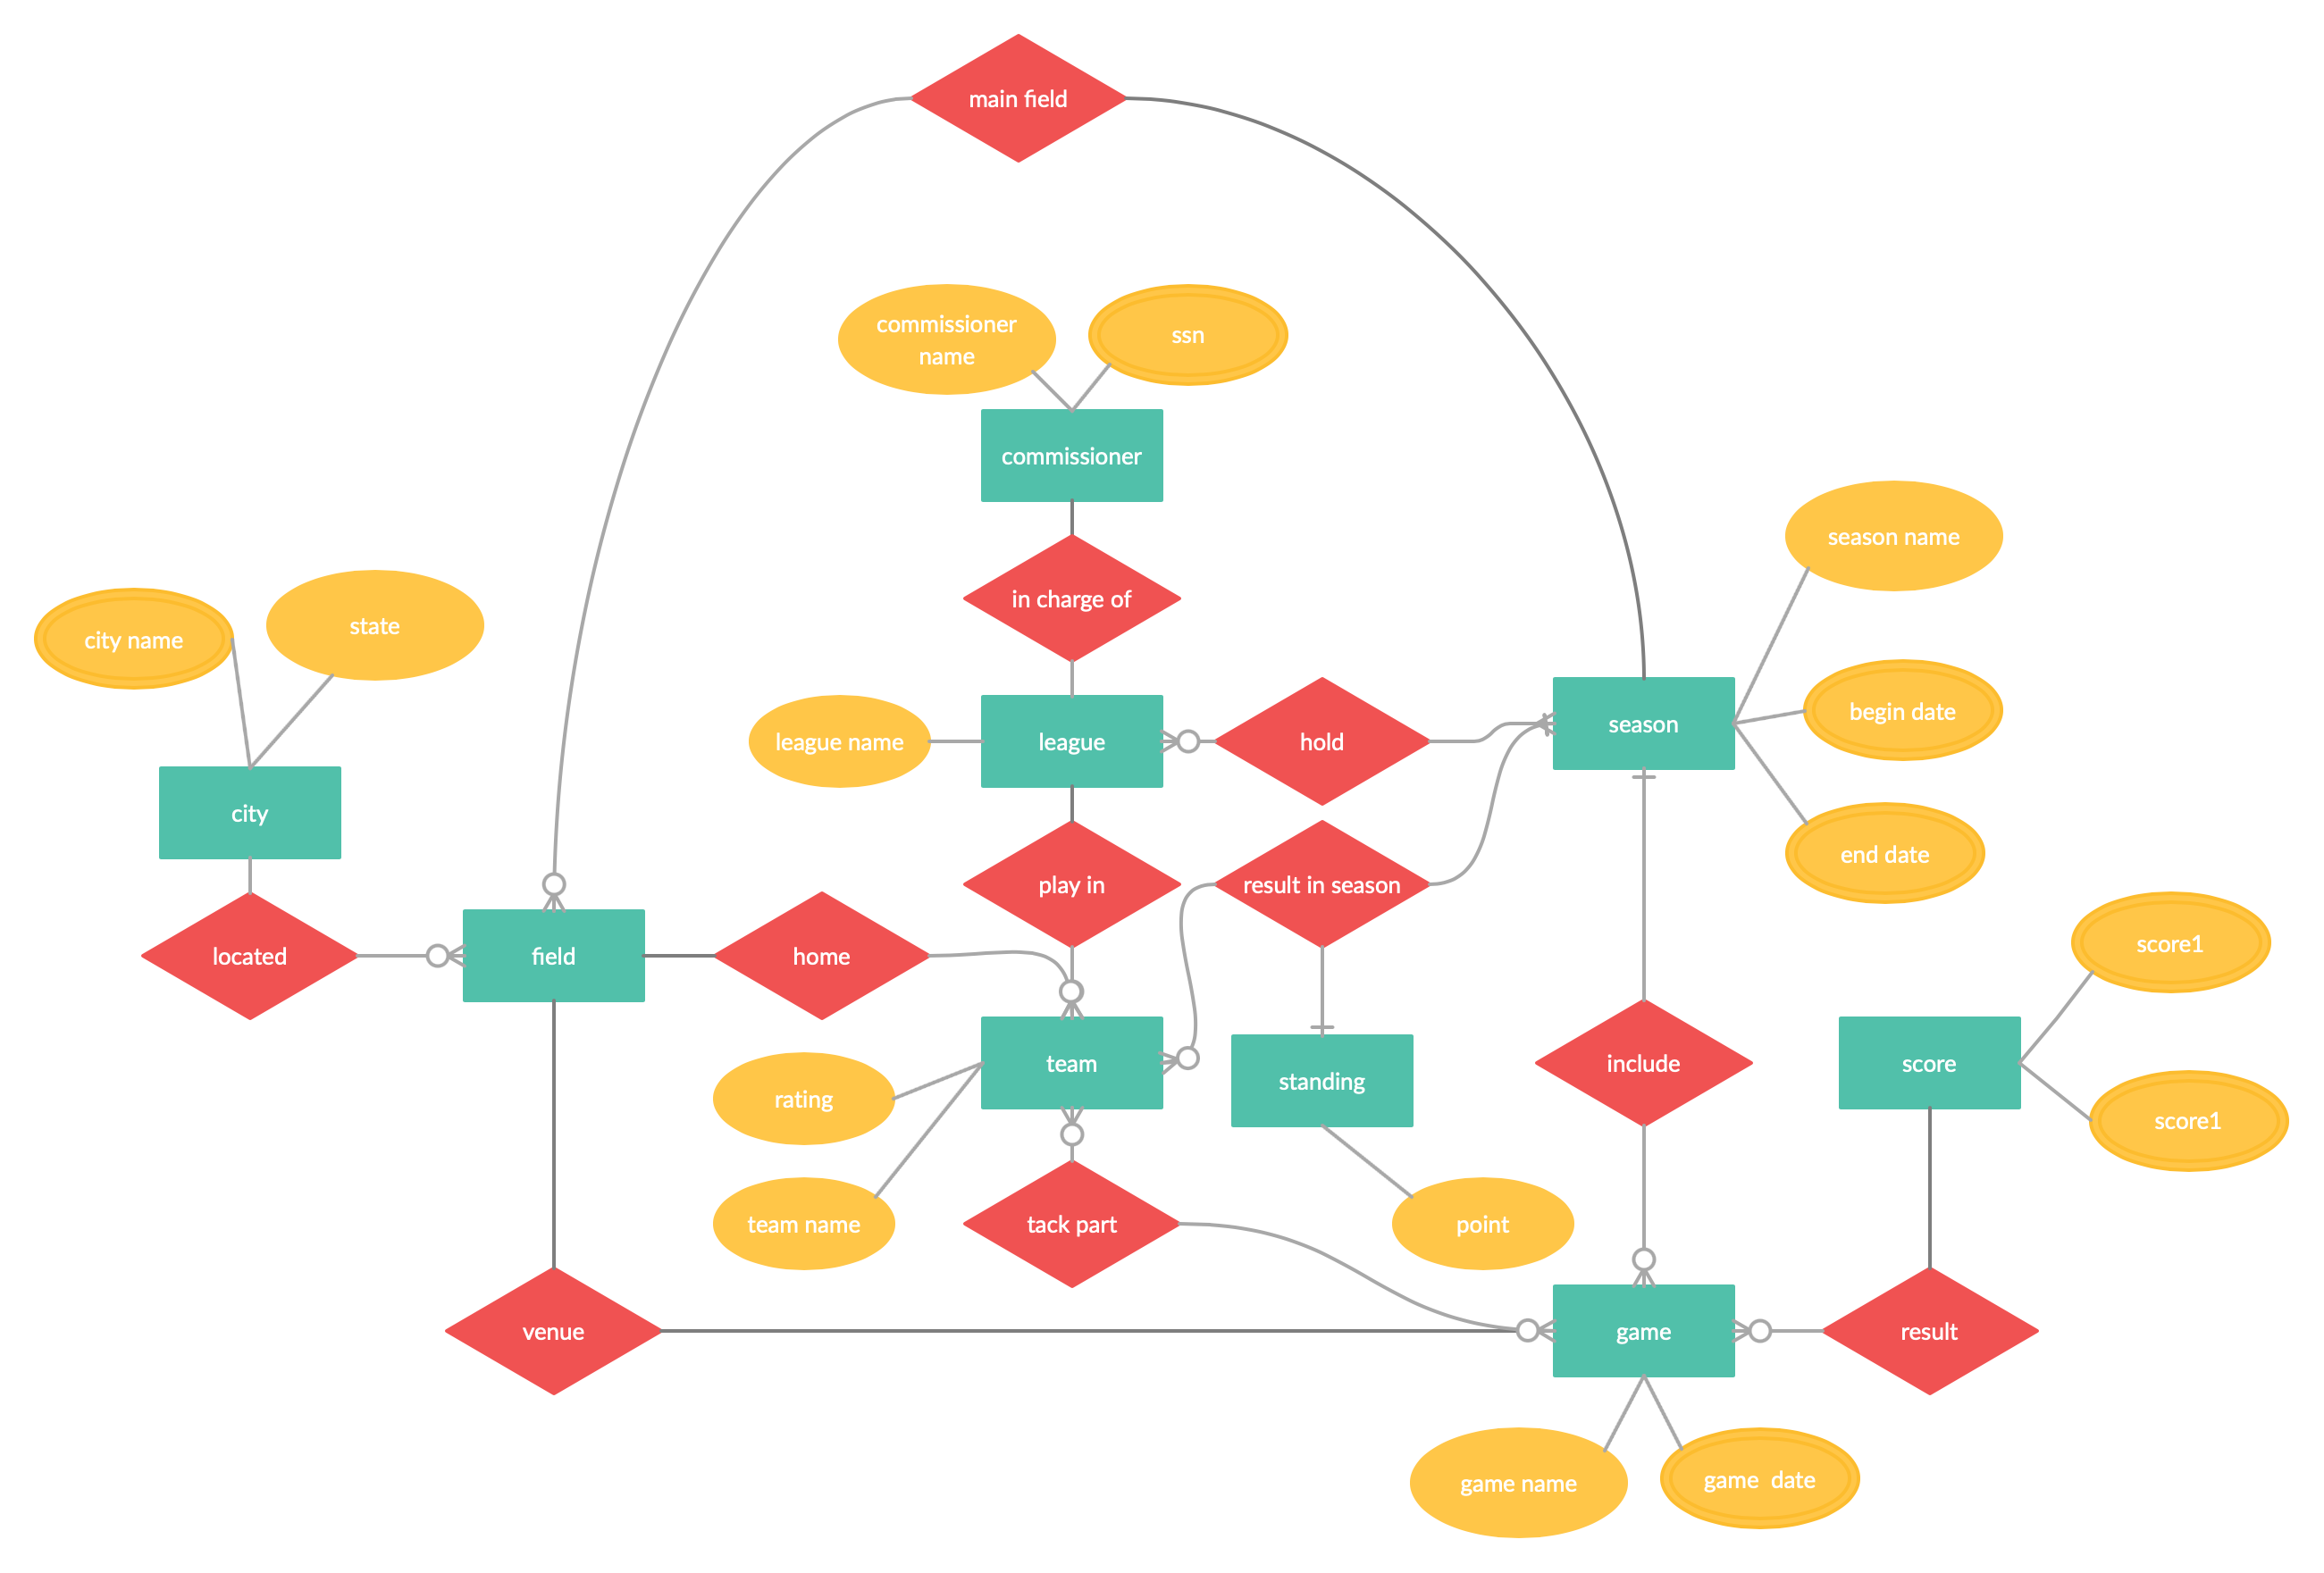 main field
commissioner
name
ssn
commissioner
season name
in charge of
state
city name
begin date
season
league name
league
hold
city
end date
play in
result in season
score1
located
field
home
team
include
score
standing
rating
score1
team name
tack part
point
venue
game
result
game  date
game name